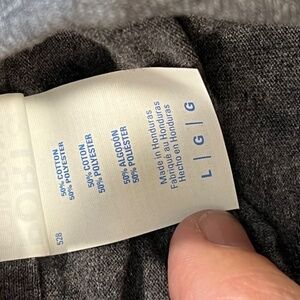 50% COTTON
50% POLYESTER
50% COTON
50% POLYESTER
50% ALGODON
50% POLIESTER
Made in Honduras
Fabriqué au Honduras
Hecho en Honduras
L | G | G
528